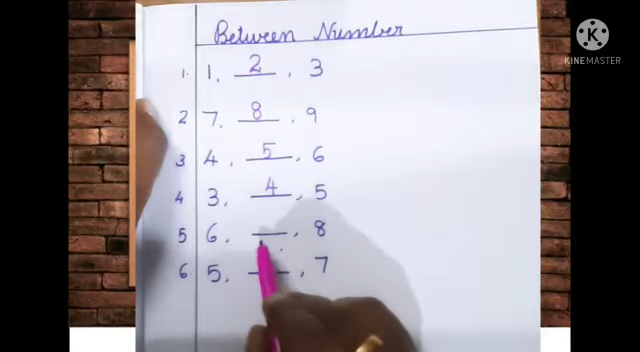 Between Number
1. 1, 2, 3
2 7, 8, 9
3 4, 5, 6
4 3, 4, 5
5 6, __, 8
6. 5, __, 7
K
KINEMASTER